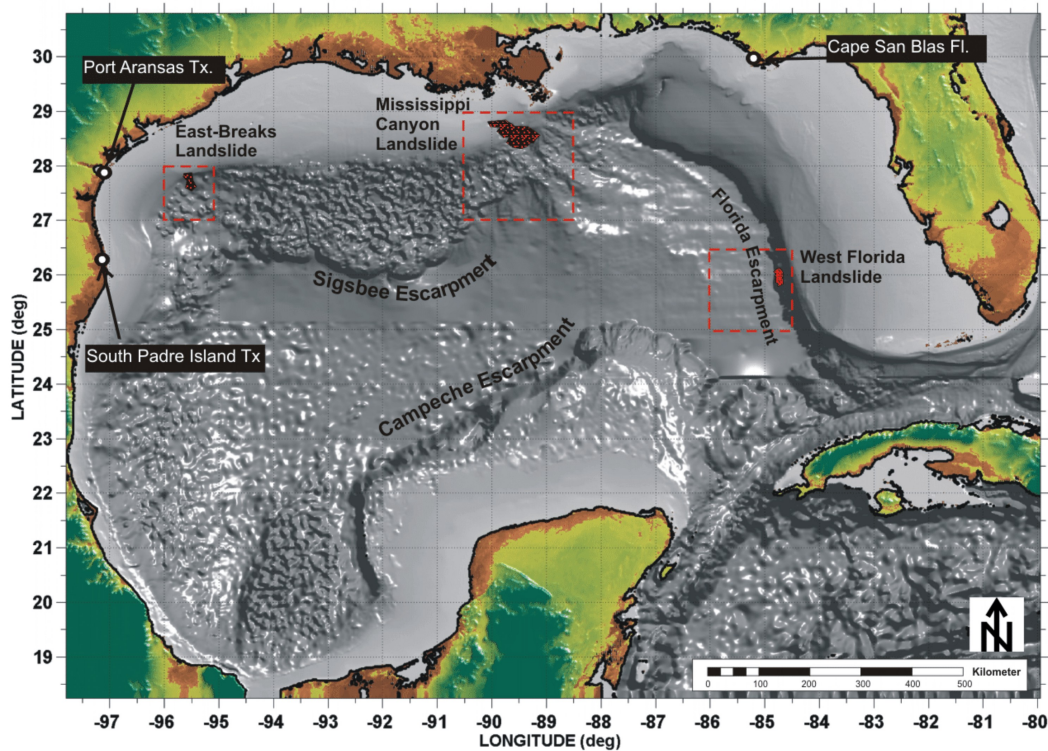 Port Aransas Tx.
Cape San Blas Fl.
East-Breaks
Landslide
Mississippi
Canyon
Landslide
Florida Escarpment
West Florida
Landslide
Sigsbee Escarpment
South Padre Island Tx
Campeche Escarpment
N
Kilometer
0 50 100 200 300 400 500
LATITUDE (deg)
30
29
28
27
26
25
24
23
22
21
20
19
-97 -96 -95 -94 -93 -92 -91 -90 -89 -88 -87 -86 -85 -84 -83 -82 -81 -80
LONGITUDE (deg)